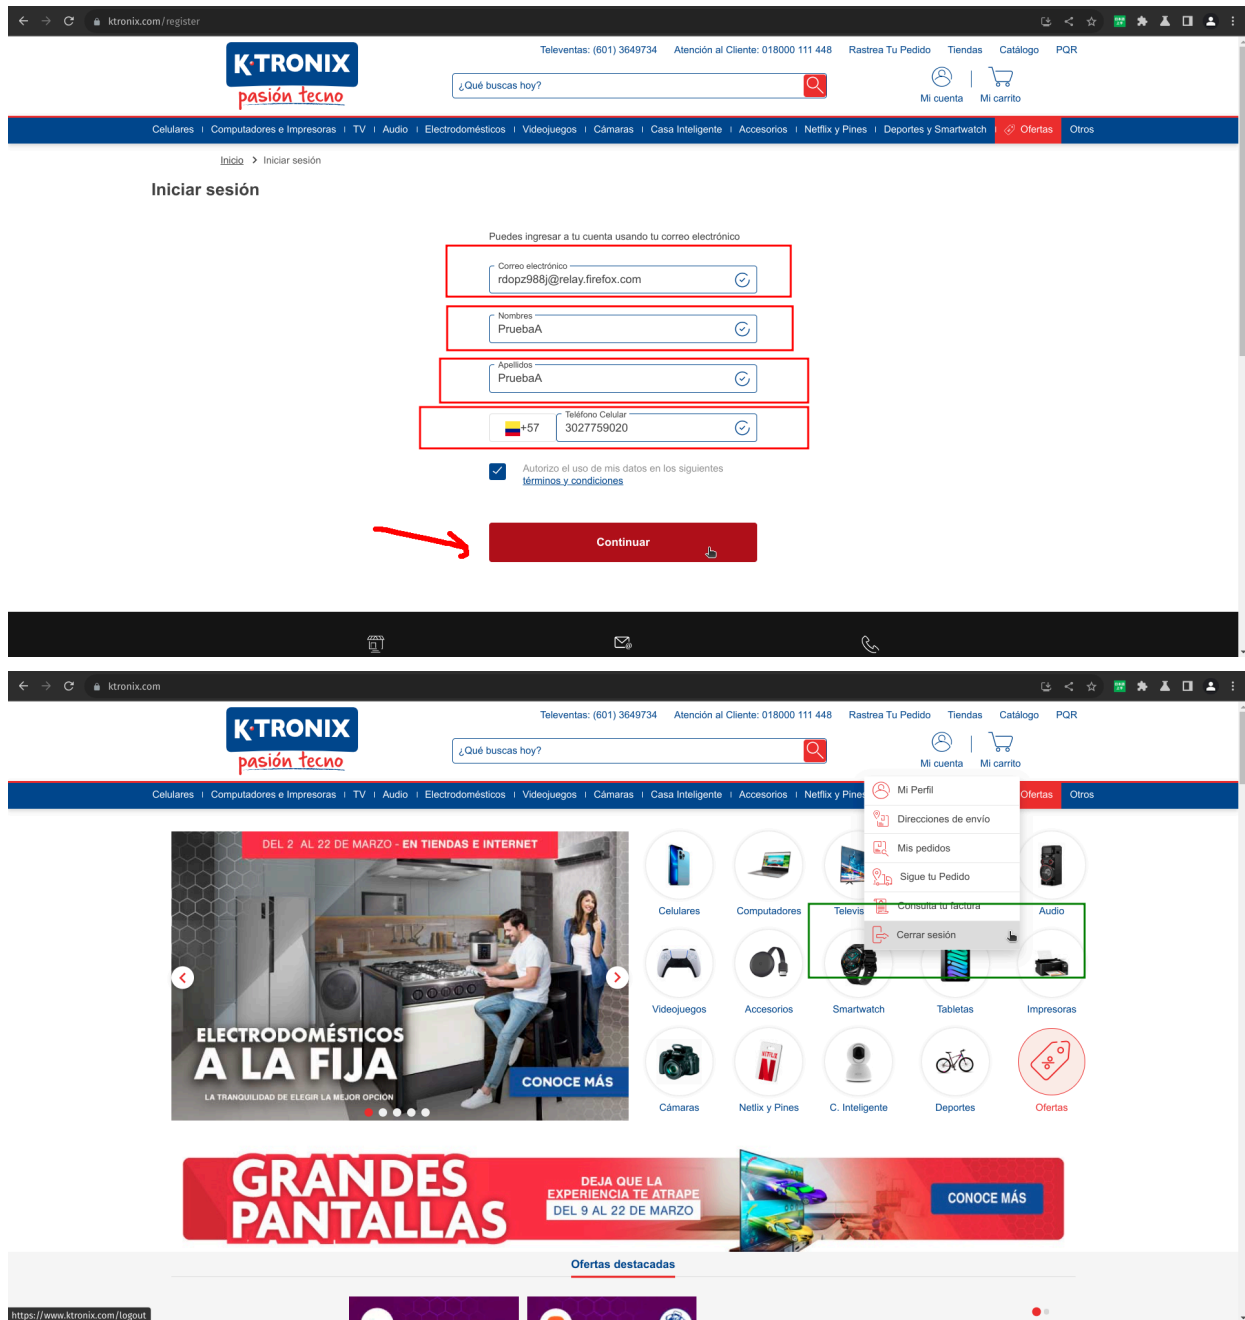 ktronix.com/register
K·TRONIX
pasión tecno
Televentas: (601) 3649734 Atención al Cliente: 018000 111 448 Rastrea Tu Pedido Tiendas Catálogo PQR
¿Qué buscas hoy?
Mi cuenta Mi carrito
Celulares Computadores e Impresoras TV Audio Electrodomésticos Videojuegos Cámaras Casa Inteligente Accesorios Netflix y Pines Deportes y Smartwatch Ofertas Otros
Inicio > Iniciar sesión
Iniciar sesión
Puedes ingresar a tu cuenta usando tu correo electrónico
Correo electrónico
rdopz988j@relay.firefox.com
Nombres
PruebaA
Apellidos
PruebaA
Teléfono Celular
+57 3027759020
Autorizo el uso de mis datos en los siguientes
términos y condiciones
Continuar
ktronix.com
K·TRONIX
pasión tecno
Televentas: (601) 3649734 Atención al Cliente: 018000 111 448 Rastrea Tu Pedido Tiendas Catálogo PQR
¿Qué buscas hoy?
Mi cuenta Mi carrito
Celulares Computadores e Impresoras TV Audio Electrodomésticos Videojuegos Cámaras Casa Inteligente Accesorios Netflix y Pines Ofertas Otros
Mi Perfil
Direcciones de envío
Mis pedidos
Sigue tu Pedido
Consulta tu factura
Cerrar sesión
DEL 2 AL 22 DE MARZO - EN TIENDAS E INTERNET
ELECTRODOMÉSTICOS
A LA FIJA
LA TRANQUILIDAD DE ELEGIR LA MEJOR OPCIÓN
CONOCE MÁS
Celulares Computadores Televis Audio
Videojuegos Accesorios Smartwatch Tabletas Impresoras
NETFLIX
Cámaras Netlix y Pines C. Inteligente Deportes Ofertas
GRANDES
PANTALLAS
DEJA QUE LA
EXPERIENCIA TE ATRAPE
DEL 9 AL 22 DE MARZO
CONOCE MÁS
Ofertas destacadas
https://www.ktronix.com/logout